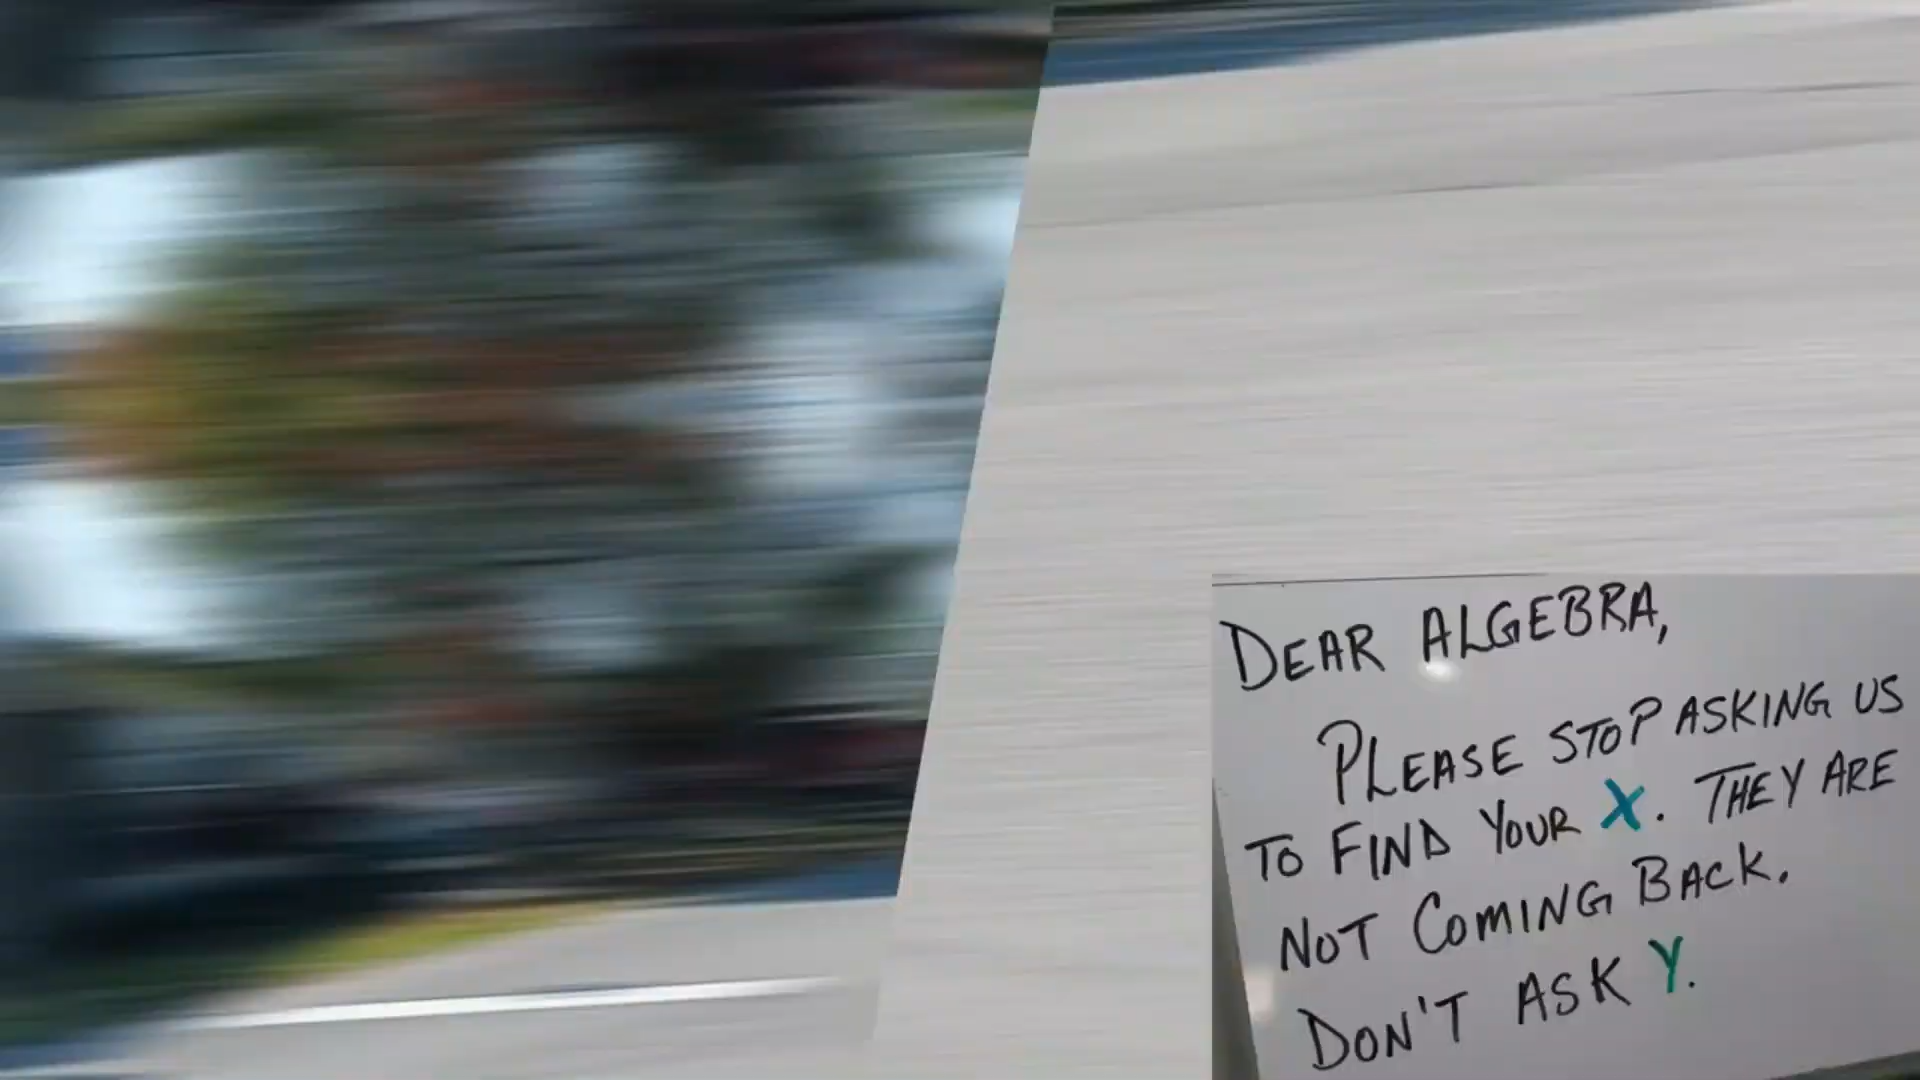 DEAR ALGEBRA,
PLEASE STOP ASKING US
TO FIND YOUR X. THEY ARE
NOT COMING BACK.
DON'T ASK Y.